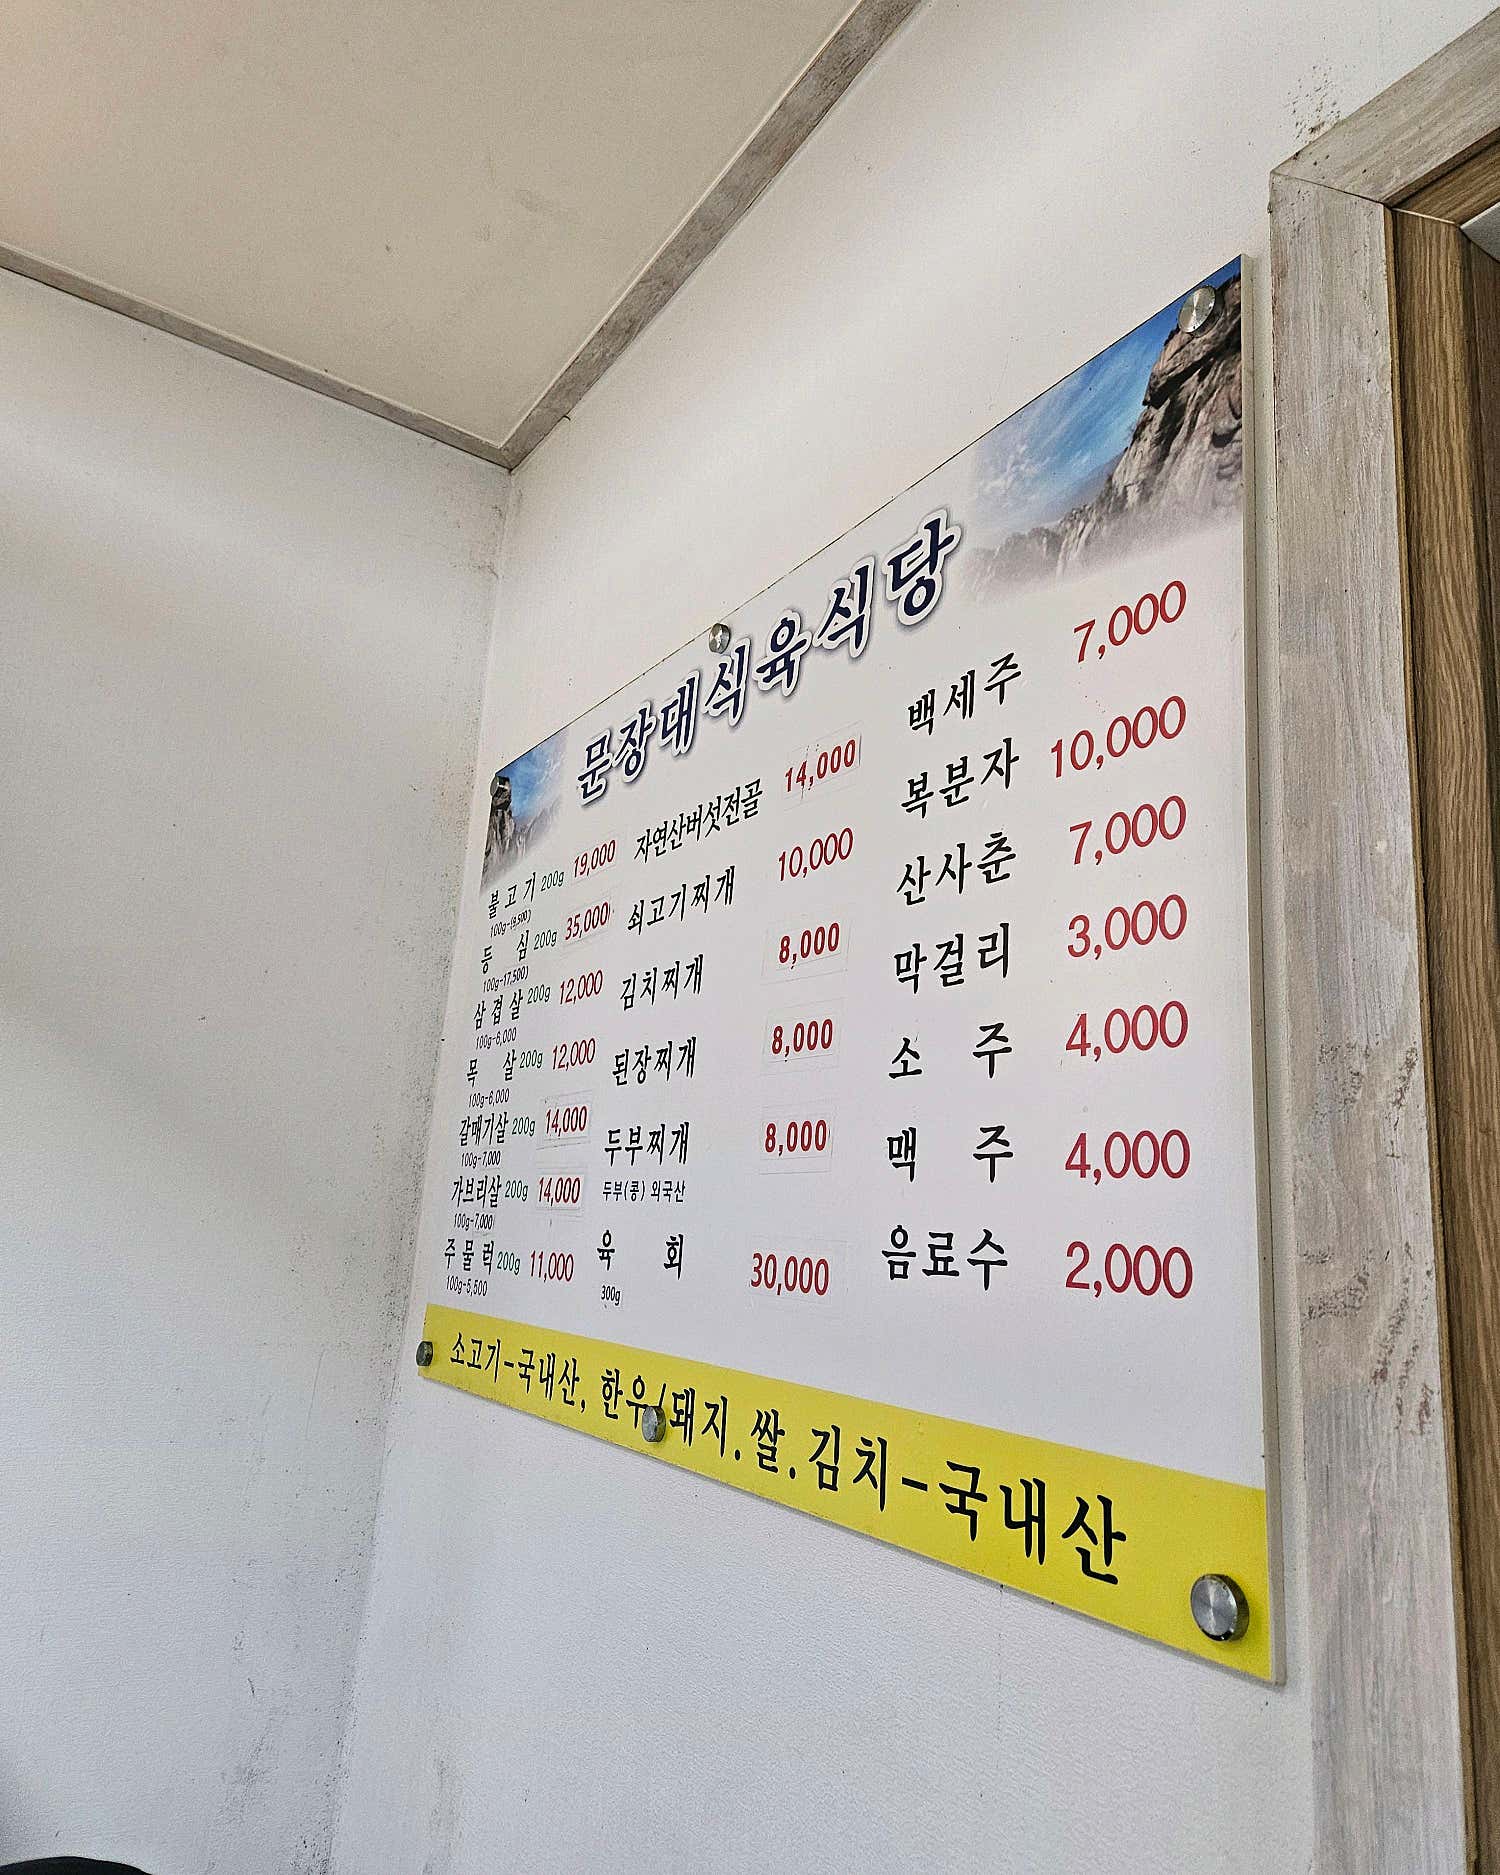 문장대식육식당
불고기 200g 19,000
100g-(9,500)
등심 200g 35,000
100g-17,500)
삼겹살 200g 12,000
100g-6,000
목살 200g 12,000
100g-6,000
갈매기살 200g 14,000
100g-7,000
가브리살 200g 14,000
100g-7,000
주물럭 200g 11,000
100g-5,500
자연산버섯전골 14,000
쇠고기찌개 10,000
김치찌개 8,000
된장찌개 8,000
두부찌개 8,000
두부(콩) 외국산
육회 30,000
300g
백세주 7,000
복분자 10,000
산사춘 7,000
막걸리 3,000
소주 4,000
맥주 4,000
음료수 2,000
소고기-국내산, 한우/돼지.쌀.김치-국내산